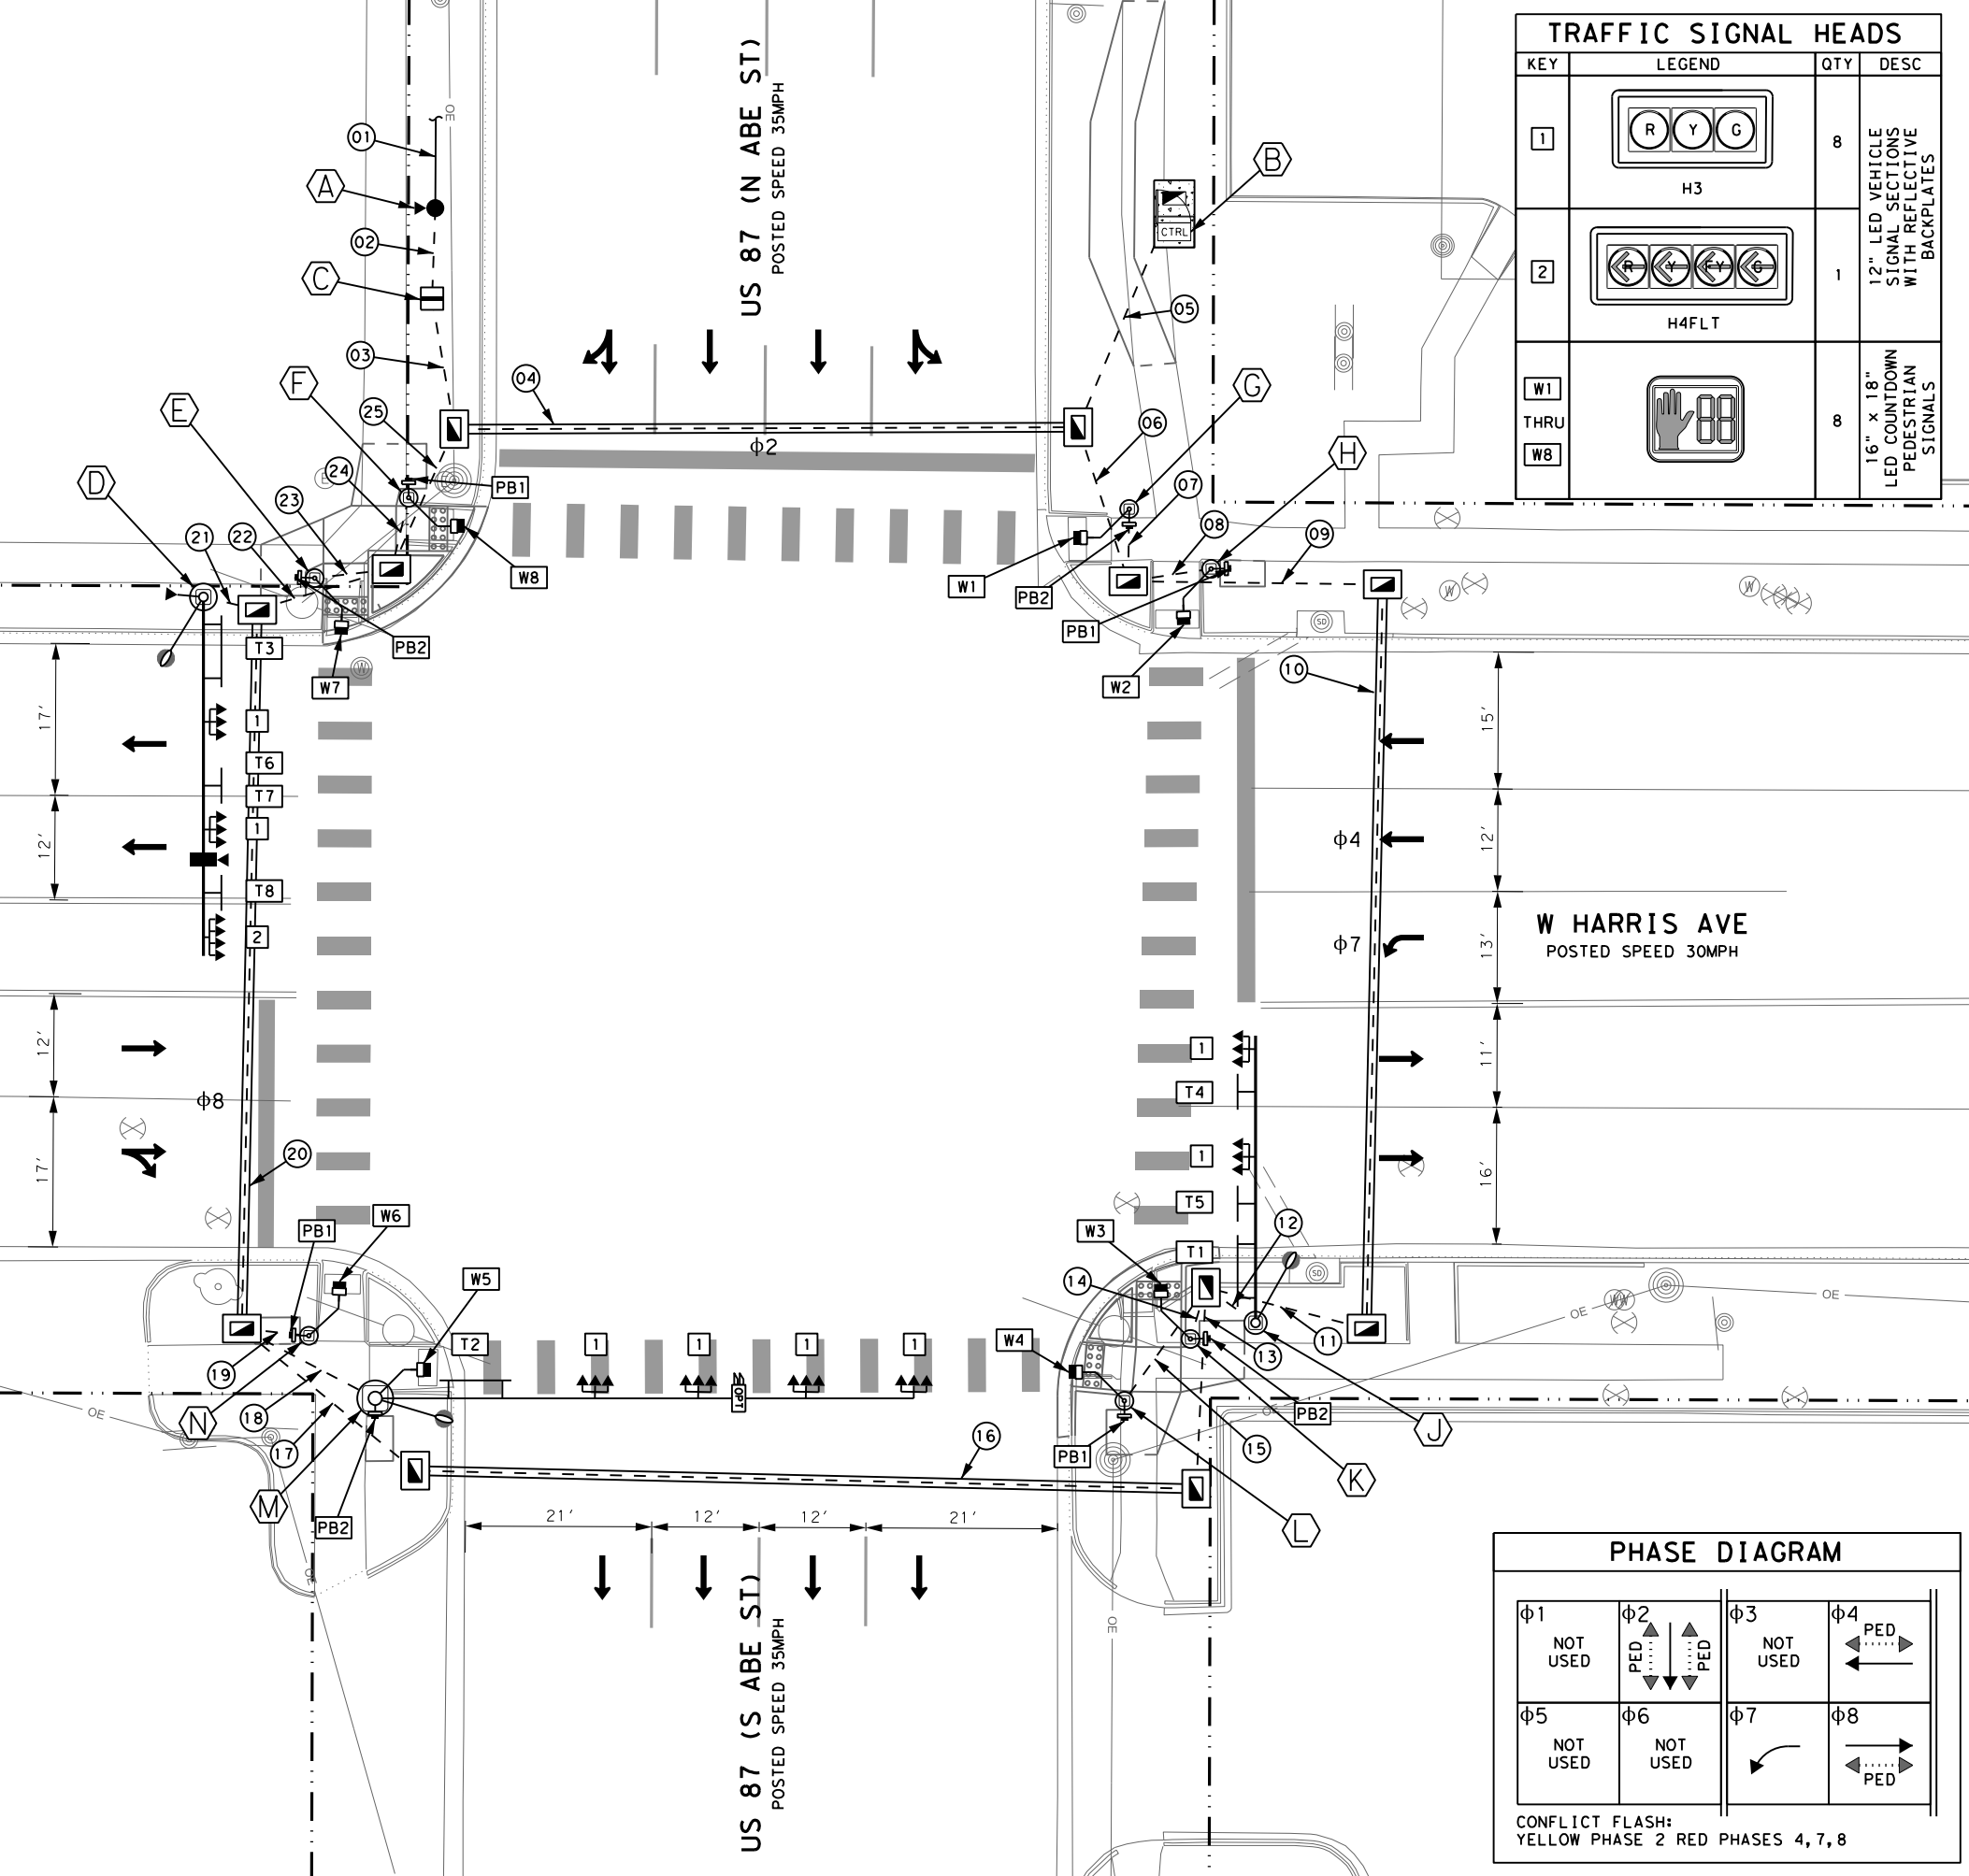 TRAFFIC SIGNAL HEADS
KEY LEGEND QTY DESC
1 R Y G H3 8
2 R Y FY G H4FLT 1
12" LED VEHICLE
SIGNAL SECTIONS
WITH REFLECTIVE
BACKPLATES
W1
THRU
W8
8
16" x 18"
LED COUNTDOWN
PEDESTRIAN
SIGNALS
US 87 (N ABE ST)
POSTED SPEED 35MPH
OE
01
A
02
C
03
04
B
CTRL
05
F
G
E
25
06
ϕ2
H
D
24
PB1
07
23
08
09
21
22
W8
W1
PB2
PB1
PB2
W7
W2
10
SD
W
W
W
W
T3
1
T6
T7
1
T8
2
17'
12'
12'
17'
15'
12'
13'
11'
16'
ϕ4
ϕ7
W HARRIS AVE
POSTED SPEED 30MPH
ϕ8
1
T4
1
T5
T1
20
PB1
W6
W5
W3
12
14
SD
W
W
OE
OE
T2
1
1
1
1
OPT
W4
11
13
19
18
N
17
OE
M
PB2
16
PB1
15
PB2
J
K
L
OE
OE
OE
21'
12'
12'
21'
US 87 (S ABE ST)
POSTED SPEED 35MPH
PHASE DIAGRAM
ϕ1 NOT USED
ϕ2 PED PED
ϕ3 NOT USED
ϕ4 PED
ϕ5 NOT USED
ϕ6 NOT USED
ϕ7
ϕ8 PED
CONFLICT FLASH:
YELLOW PHASE 2 RED PHASES 4,7,8